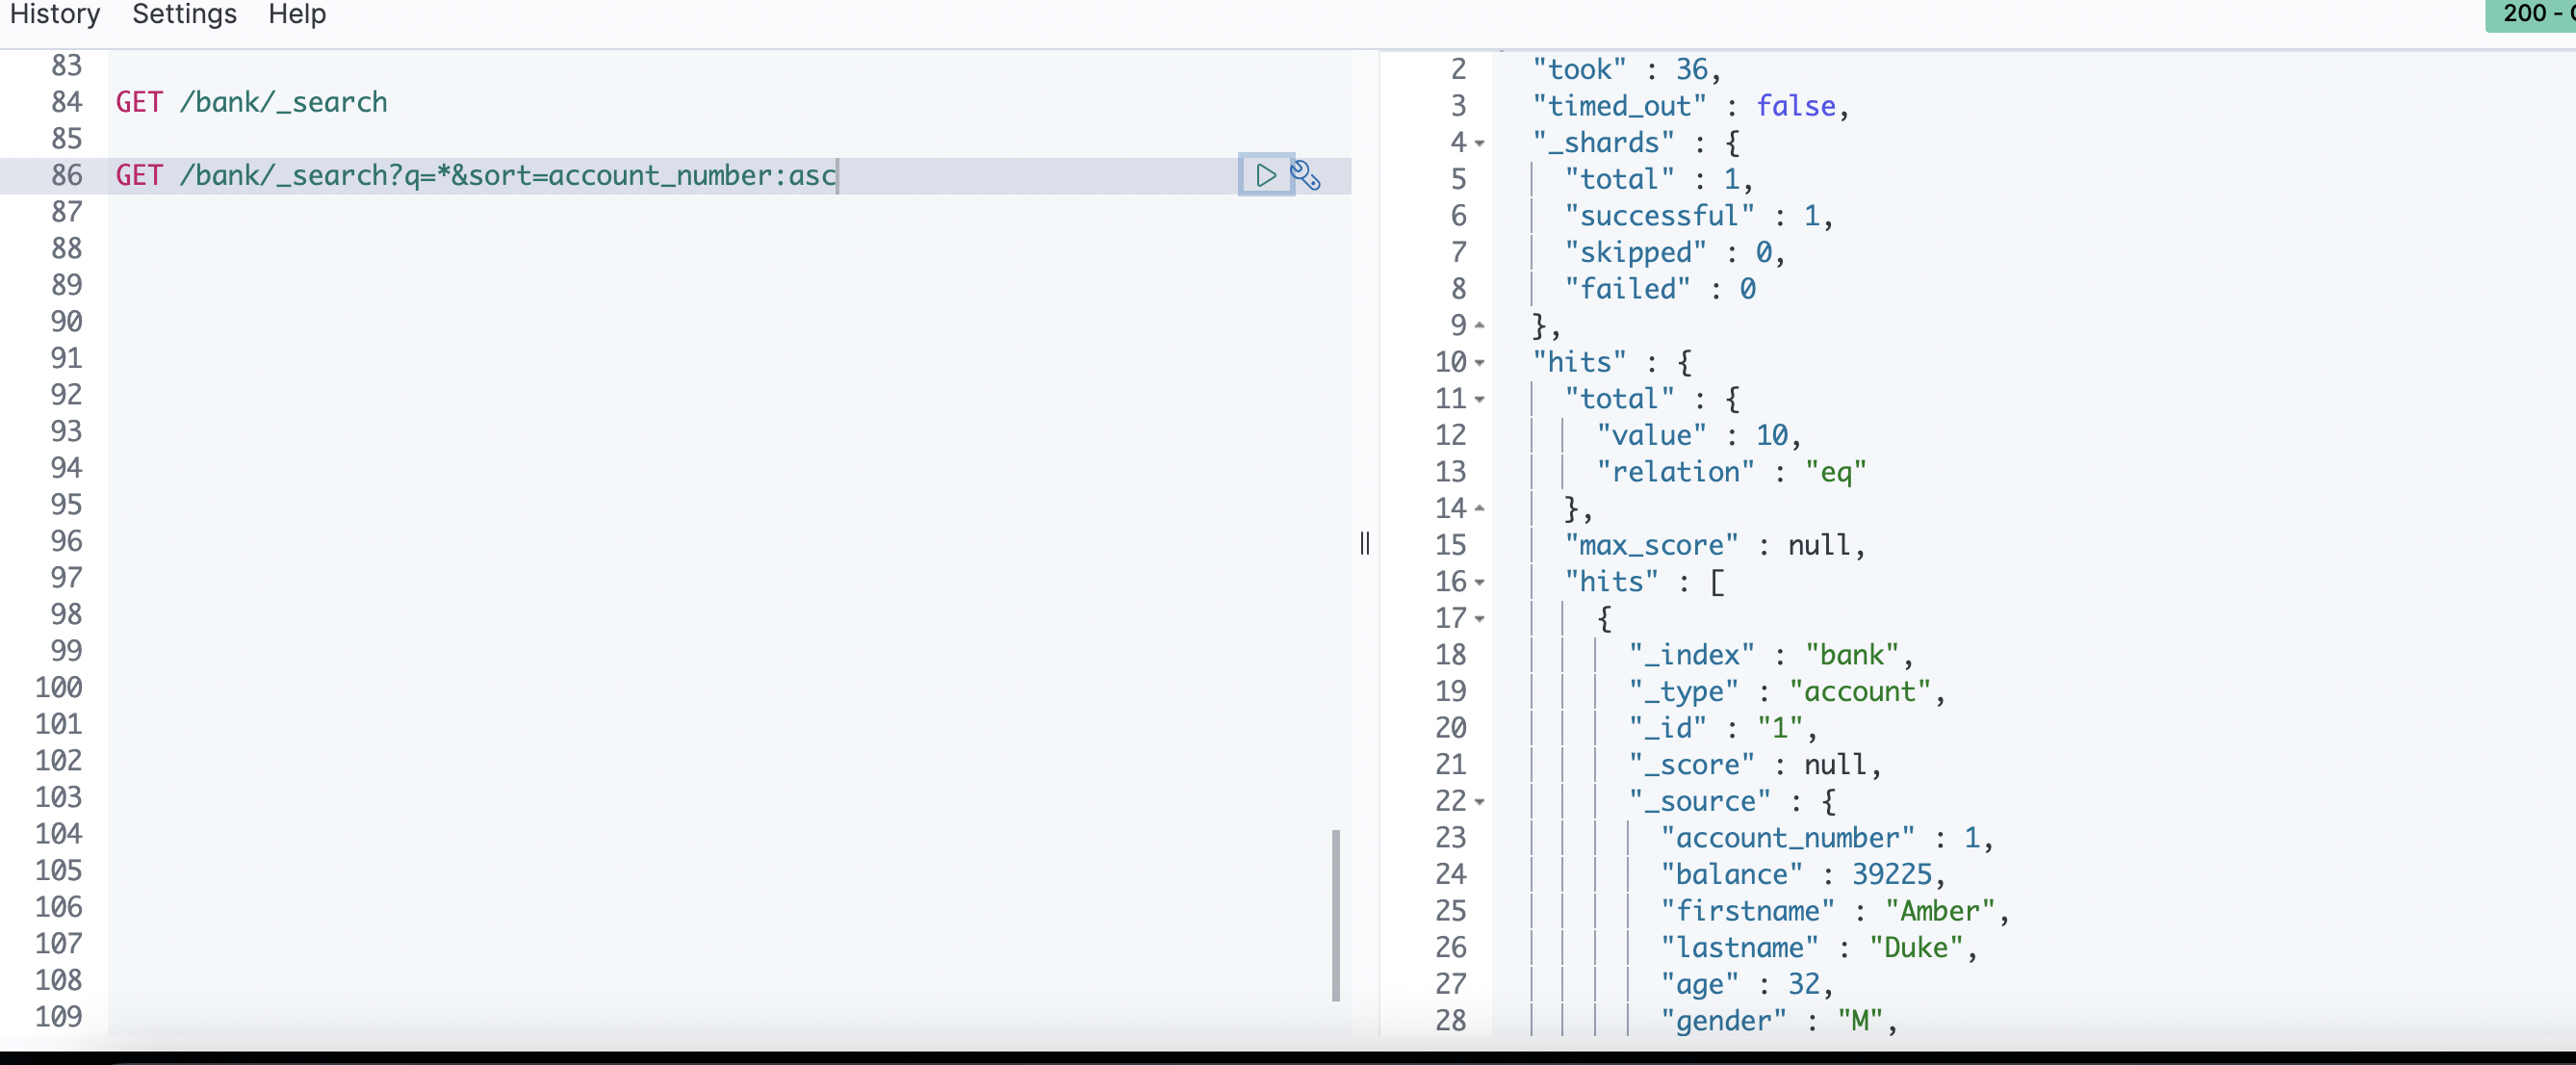 History Settings Help
200 -
83
84 GET /bank/_search
85
86 GET /bank/_search?q=*&sort=account_number:asc
87
88
89
90
91
92
93
94
95
96
97
98
99
100
101
102
103
104
105
106
107
108
109
2 "took" : 36,
3 "timed_out" : false,
4 "_shards" : {
5 "total" : 1,
6 "successful" : 1,
7 "skipped" : 0,
8 "failed" : 0
9 },
10 "hits" : {
11 "total" : {
12 "value" : 10,
13 "relation" : "eq"
14 },
15 "max_score" : null,
16 "hits" : [
17 {
18 "_index" : "bank",
19 "_type" : "account",
20 "_id" : "1",
21 "_score" : null,
22 "_source" : {
23 "account_number" : 1,
24 "balance" : 39225,
25 "firstname" : "Amber",
26 "lastname" : "Duke",
27 "age" : 32,
28 "gender" : "M",